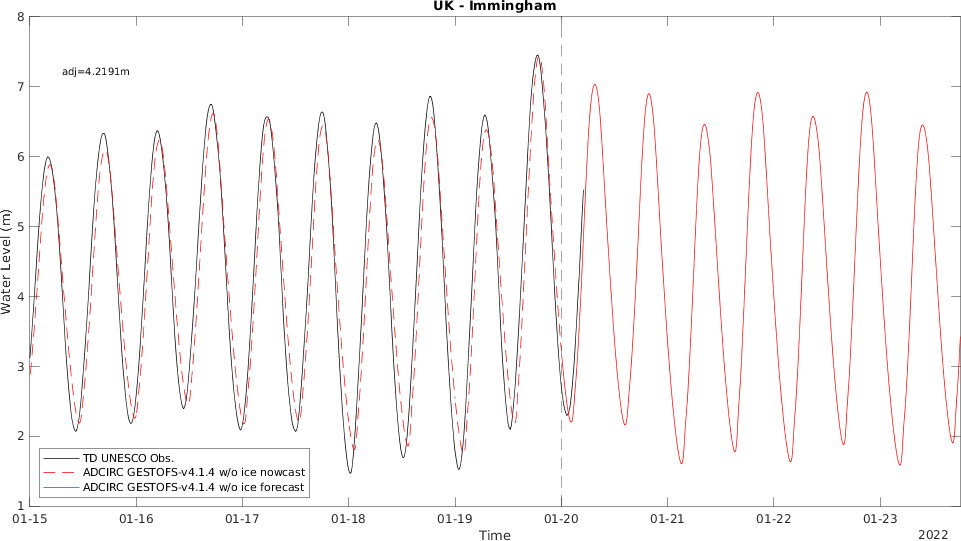 UK - Immingham
8
7
6
5
4
3
2
1
Water Level (m)
adj=4.2191m
TD UNESCO Obs.
ADCIRC GESTOFS-v4.1.4 w/o ice nowcast
ADCIRC GESTOFS-v4.1.4 w/o ice forecast
01-15 01-16 01-17 01-18 01-19 01-20 01-21 01-22 01-23
Time
2022